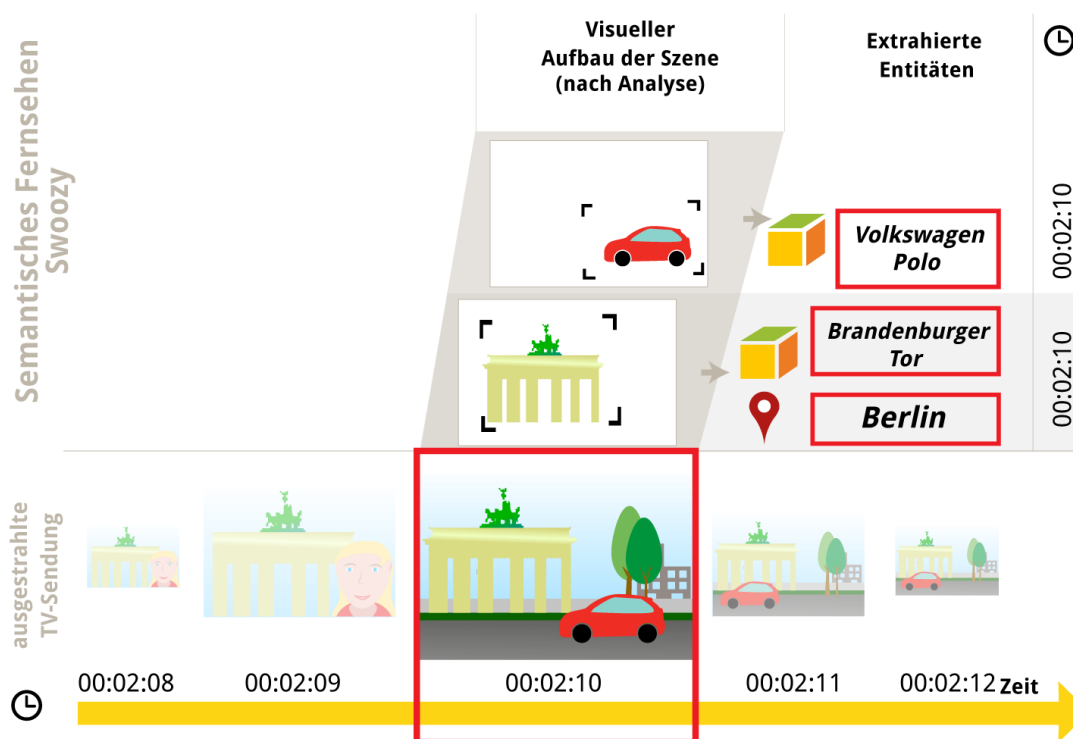 Visueller
Aufbau der Szene
(nach Analyse)
Extrahierte
Entitäten
Semantisches Fernsehen
Swoozy
Volkswagen
Polo
00:02:10
Brandenburger
Tor
Berlin
00:02:10
ausgestrahlte
TV-Sendung
00:02:08
00:02:09
00:02:10
00:02:11
00:02:12
Zeit